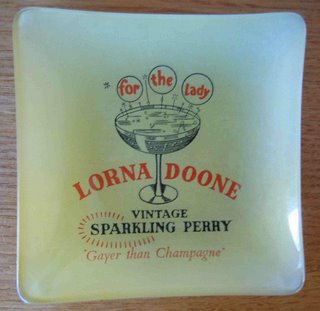 for the lady
LORNA DOONE
VINTAGE
SPARKLING PERRY
"Gayer than Champagne"